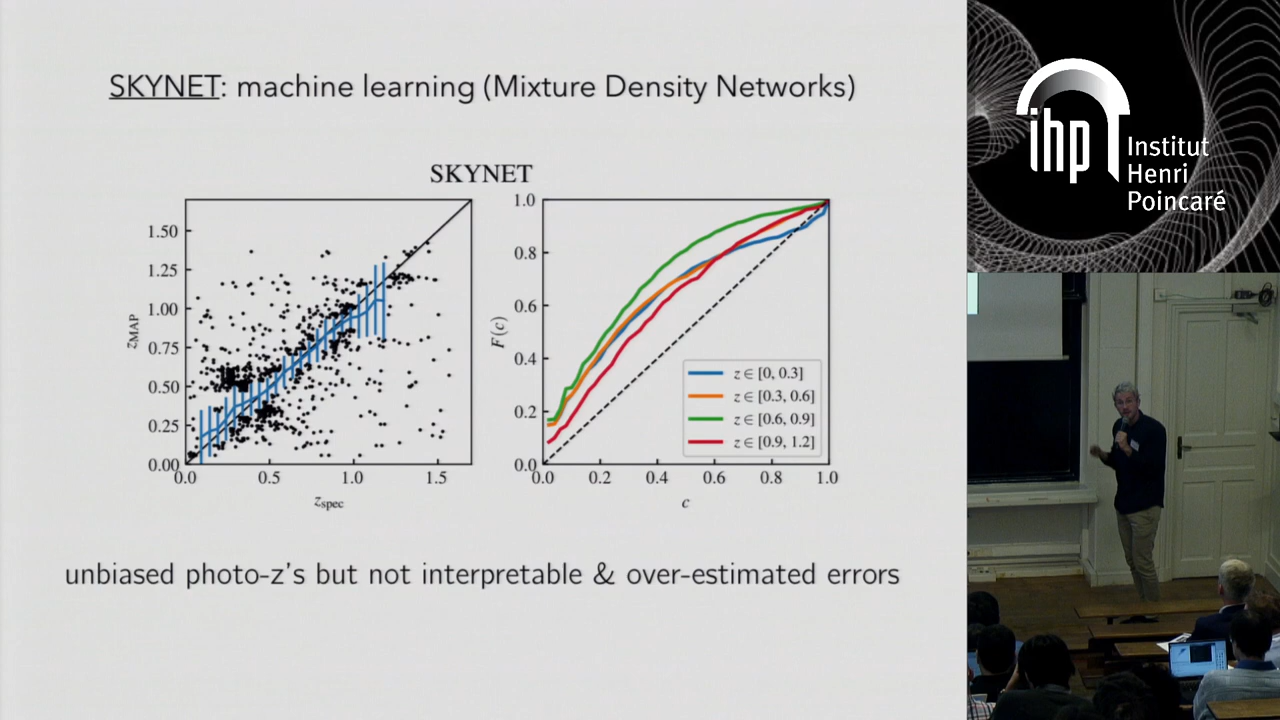 SKYNET: machine learning (Mixture Density Networks)
SKYNET
1.50
1.25
1.00
0.75
0.50
0.25
0.00
z_MAP
0.0 0.5 1.0 1.5
z_spec
1.0
0.8
0.6
0.4
0.2
0.0
F(c)
0.0 0.2 0.4 0.6 0.8 1.0
c
z ∈ [0, 0.3]
z ∈ [0.3, 0.6]
z ∈ [0.6, 0.9]
z ∈ [0.9, 1.2]
unbiased photo-z's but not interpretable & over-estimated errors
ihp Institut
Henri
Poincaré